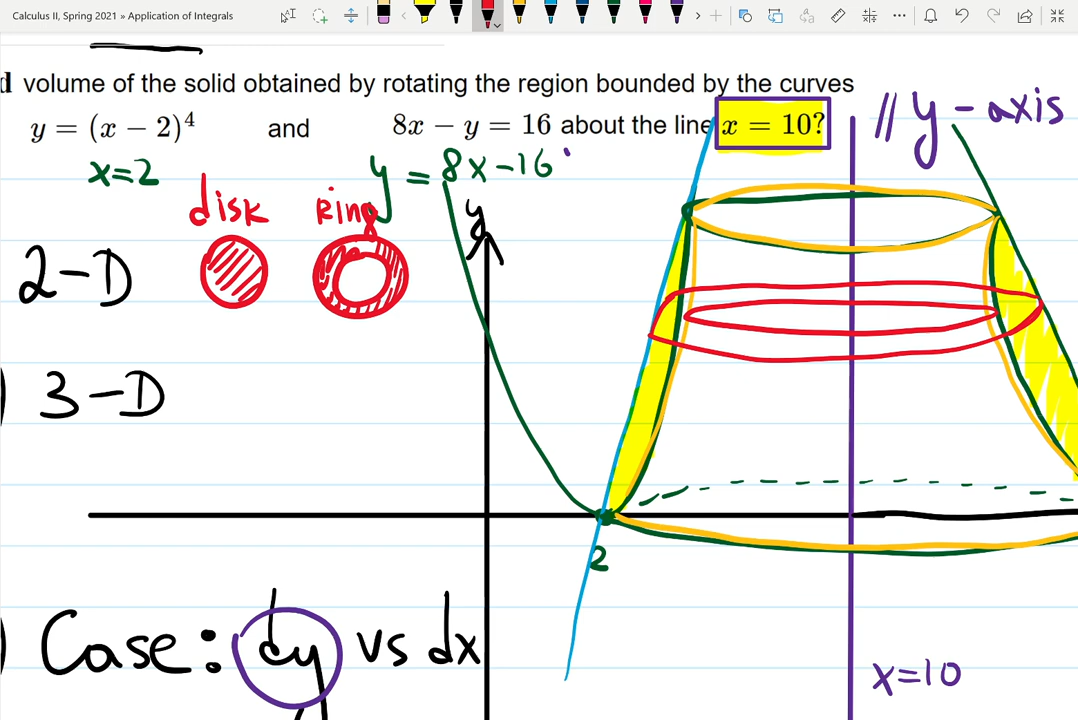 Calculus II, Spring 2021 » Application of Integrals
d volume of the solid obtained by rotating the region bounded by the curves
y = (x − 2)⁴ and 8x − y = 16 about the line x = 10?
// y-axis
x=2
y = 8x-16
disk Ring
y
2-D
3-D
2
Case: dy vs dx
x=10